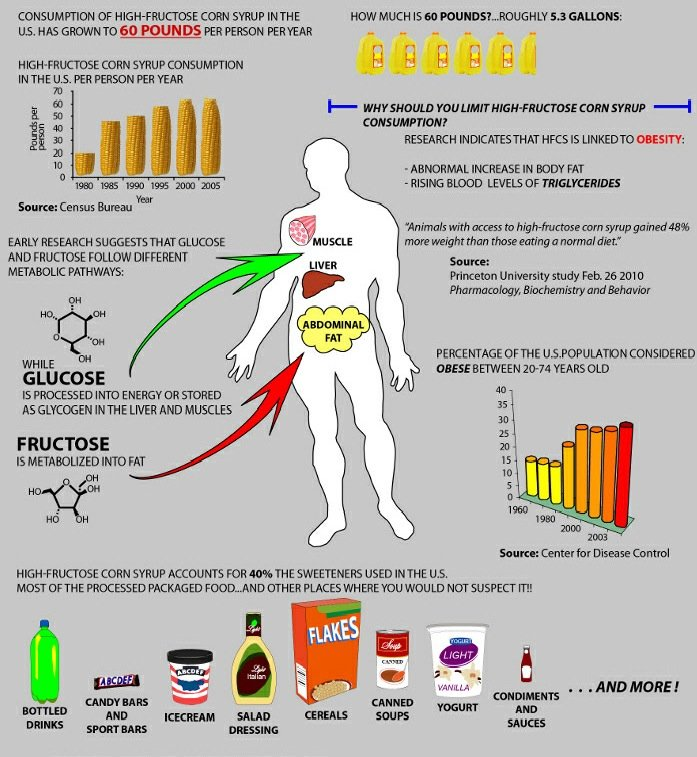 CONSUMPTION OF HIGH-FRUCTOSE CORN SYRUP IN THE
U.S. HAS GROWN TO 60 POUNDS PER PERSON PER YEAR
HOW MUCH IS 60 POUNDS?...ROUGHLY 5.3 GALLONS:
HIGH-FRUCTOSE CORN SYRUP CONSUMPTION
IN THE U.S. PER PERSON PER YEAR
Pounds per
person
70
60
50
40
30
20
10
0
1980 1985 1990 1995 2000 2005
Year
Source: Census Bureau
WHY SHOULD YOU LIMIT HIGH-FRUCTOSE CORN SYRUP
CONSUMPTION?
RESEARCH INDICATES THAT HFCS IS LINKED TO OBESITY:
- ABNORMAL INCREASE IN BODY FAT
- RISING BLOOD LEVELS OF TRIGLYCERIDES
"Animals with access to high-fructose corn syrup gained 48%
more weight than those eating a normal diet."
Source:
Princeton University study Feb. 26 2010
Pharmacology, Biochemistry and Behavior
EARLY RESEARCH SUGGESTS THAT GLUCOSE
AND FRUCTOSE FOLLOW DIFFERENT
METABOLIC PATHWAYS:
OH
HO OH
O
OH
OH
WHILE
GLUCOSE
IS PROCESSED INTO ENERGY OR STORED
AS GLYCOGEN IN THE LIVER AND MUSCLES
FRUCTOSE
IS METABOLIZED INTO FAT
OH
HO O OH
HO OH
MUSCLE
LIVER
ABDOMINAL
FAT
PERCENTAGE OF THE U.S.POPULATION CONSIDERED
OBESE BETWEEN 20-74 YEARS OLD
40
35
30
25
20
15
10
5
0
1960
1980
2000
2003
Source: Center for Disease Control
HIGH-FRUCTOSE CORN SYRUP ACCOUNTS FOR 40% THE SWEETENERS USED IN THE U.S.
MOST OF THE PROCESSED PACKAGED FOOD...AND OTHER PLACES WHERE YOU WOULD NOT SUSPECT IT!!
BOTTLED
DRINKS
ABCDEF
CANDY BARS
AND
SPORT BARS
ABCDEF
ICECREAM
Light
Light
Italian
SALAD
DRESSING
FLAKES
CEREALS
Soup
CANNED
CANNED
SOUPS
YOGURT
LIGHT
VANILLA
YOGURT
CONDIMENTS
AND
SAUCES
. . . AND MORE !